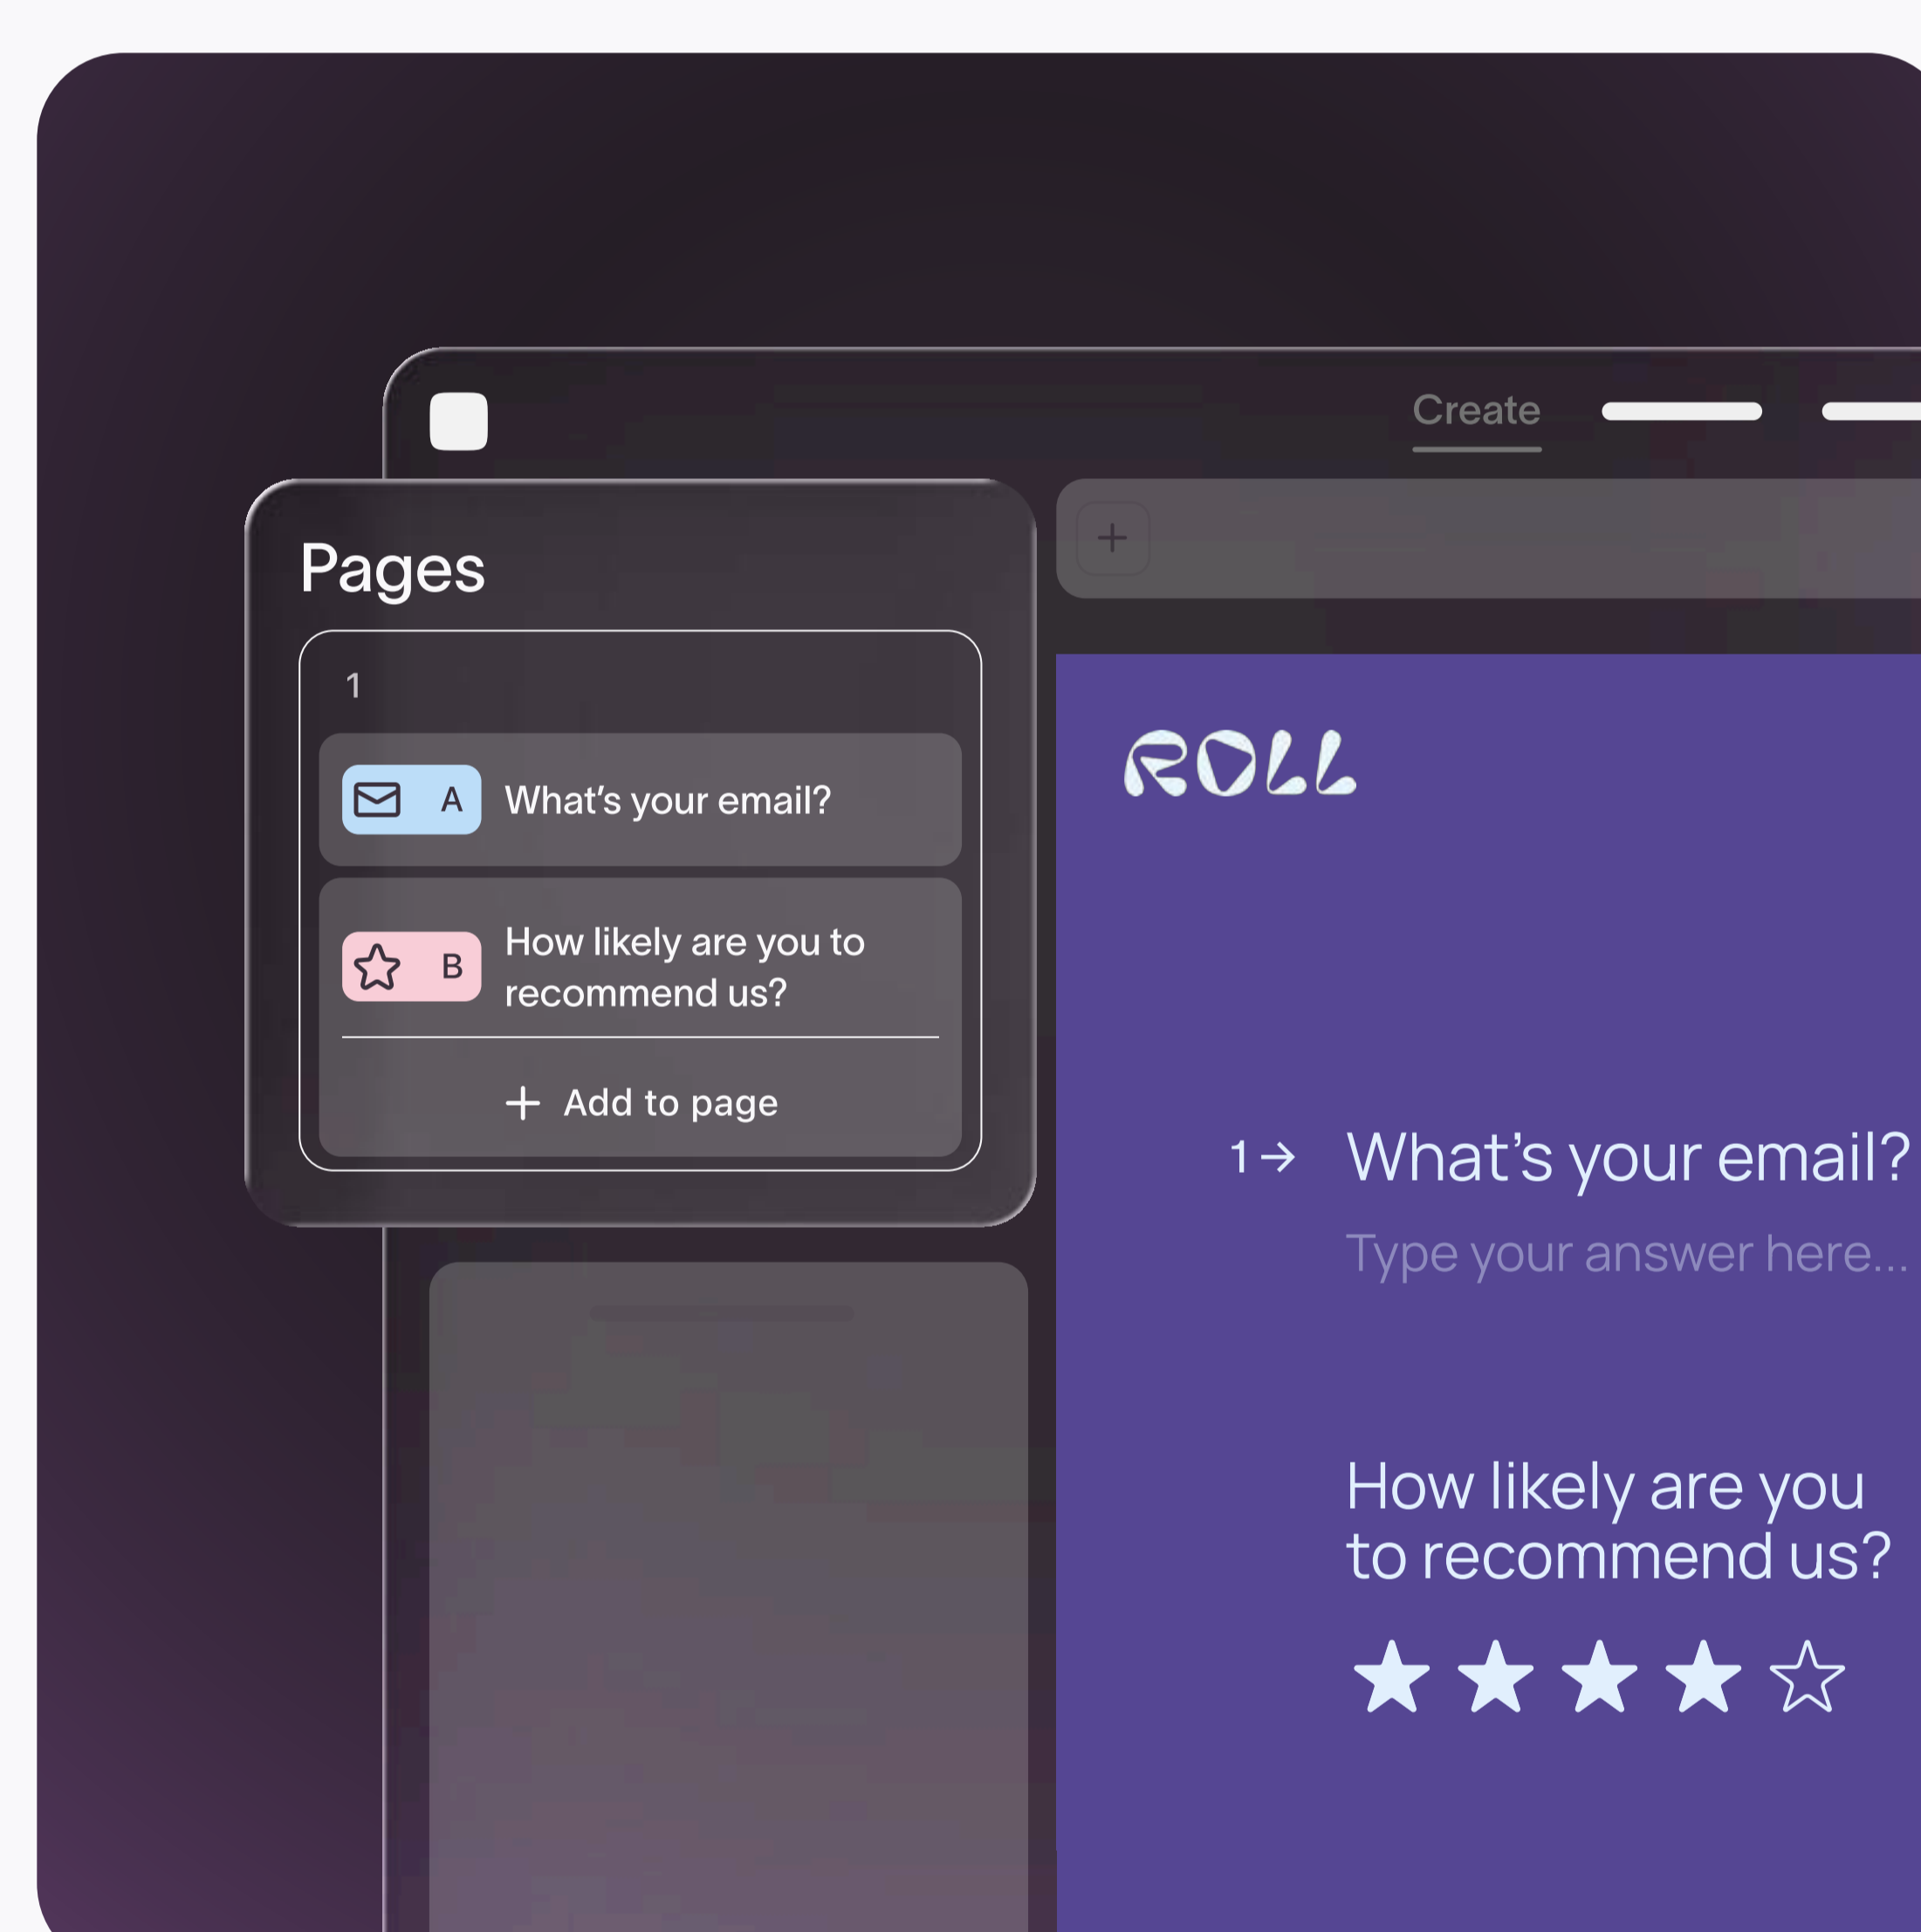 Create
Pages
1
A What's your email?
B How likely are you to
recommend us?
+ Add to page
ROLL
1 → What's your email?
Type your answer here...
How likely are you
to recommend us?